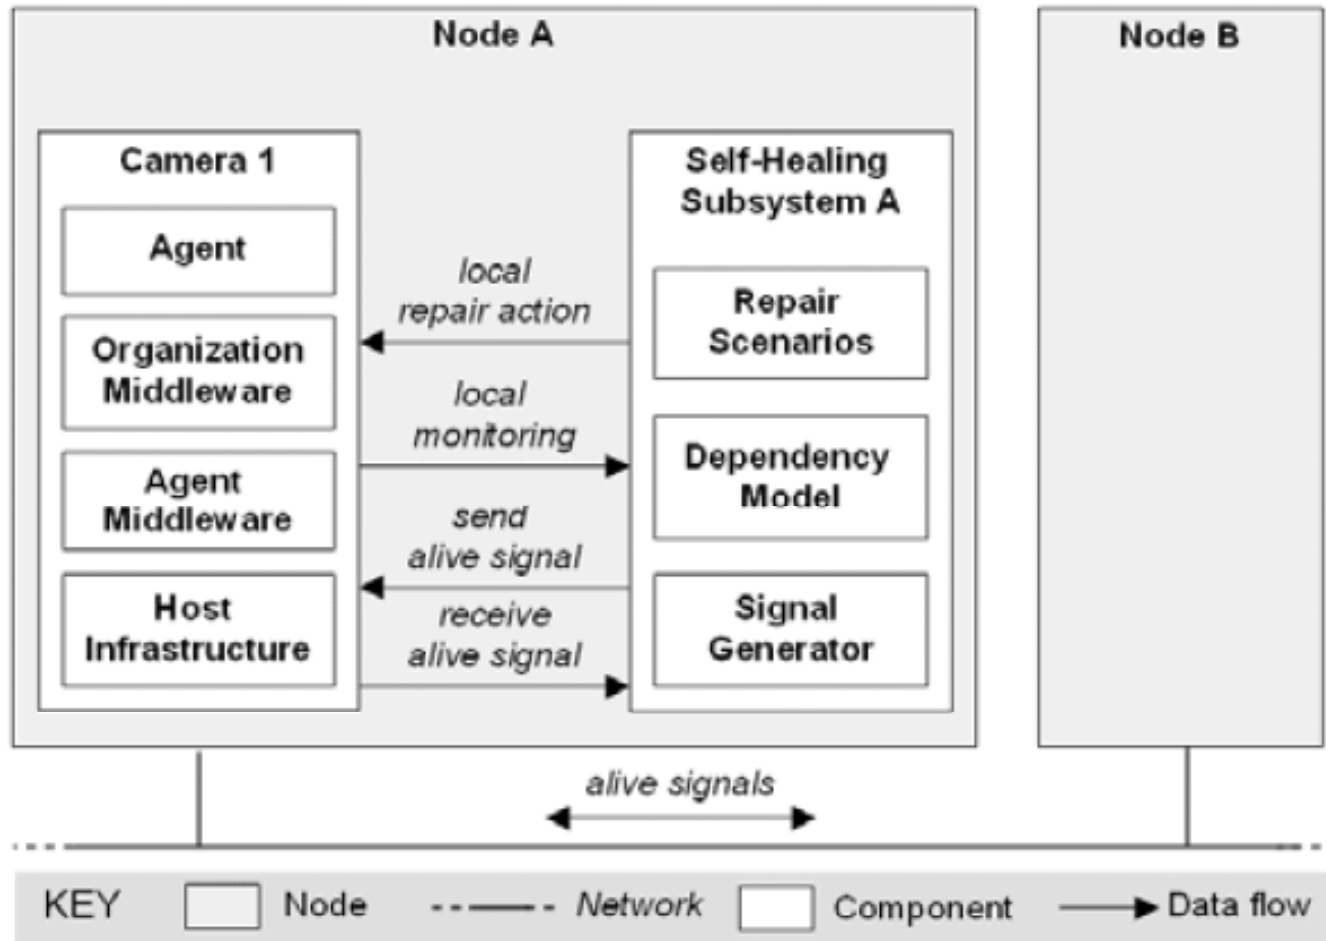 Node A
Node B
Camera 1
Agent
Organization
Middleware
Agent
Middleware
Host
Infrastructure
local
repair action
local
monitoring
send
alive signal
receive
alive signal
Self-Healing
Subsystem A
Repair
Scenarios
Dependency
Model
Signal
Generator
alive signals
KEY
Node
Network
Component
Data flow